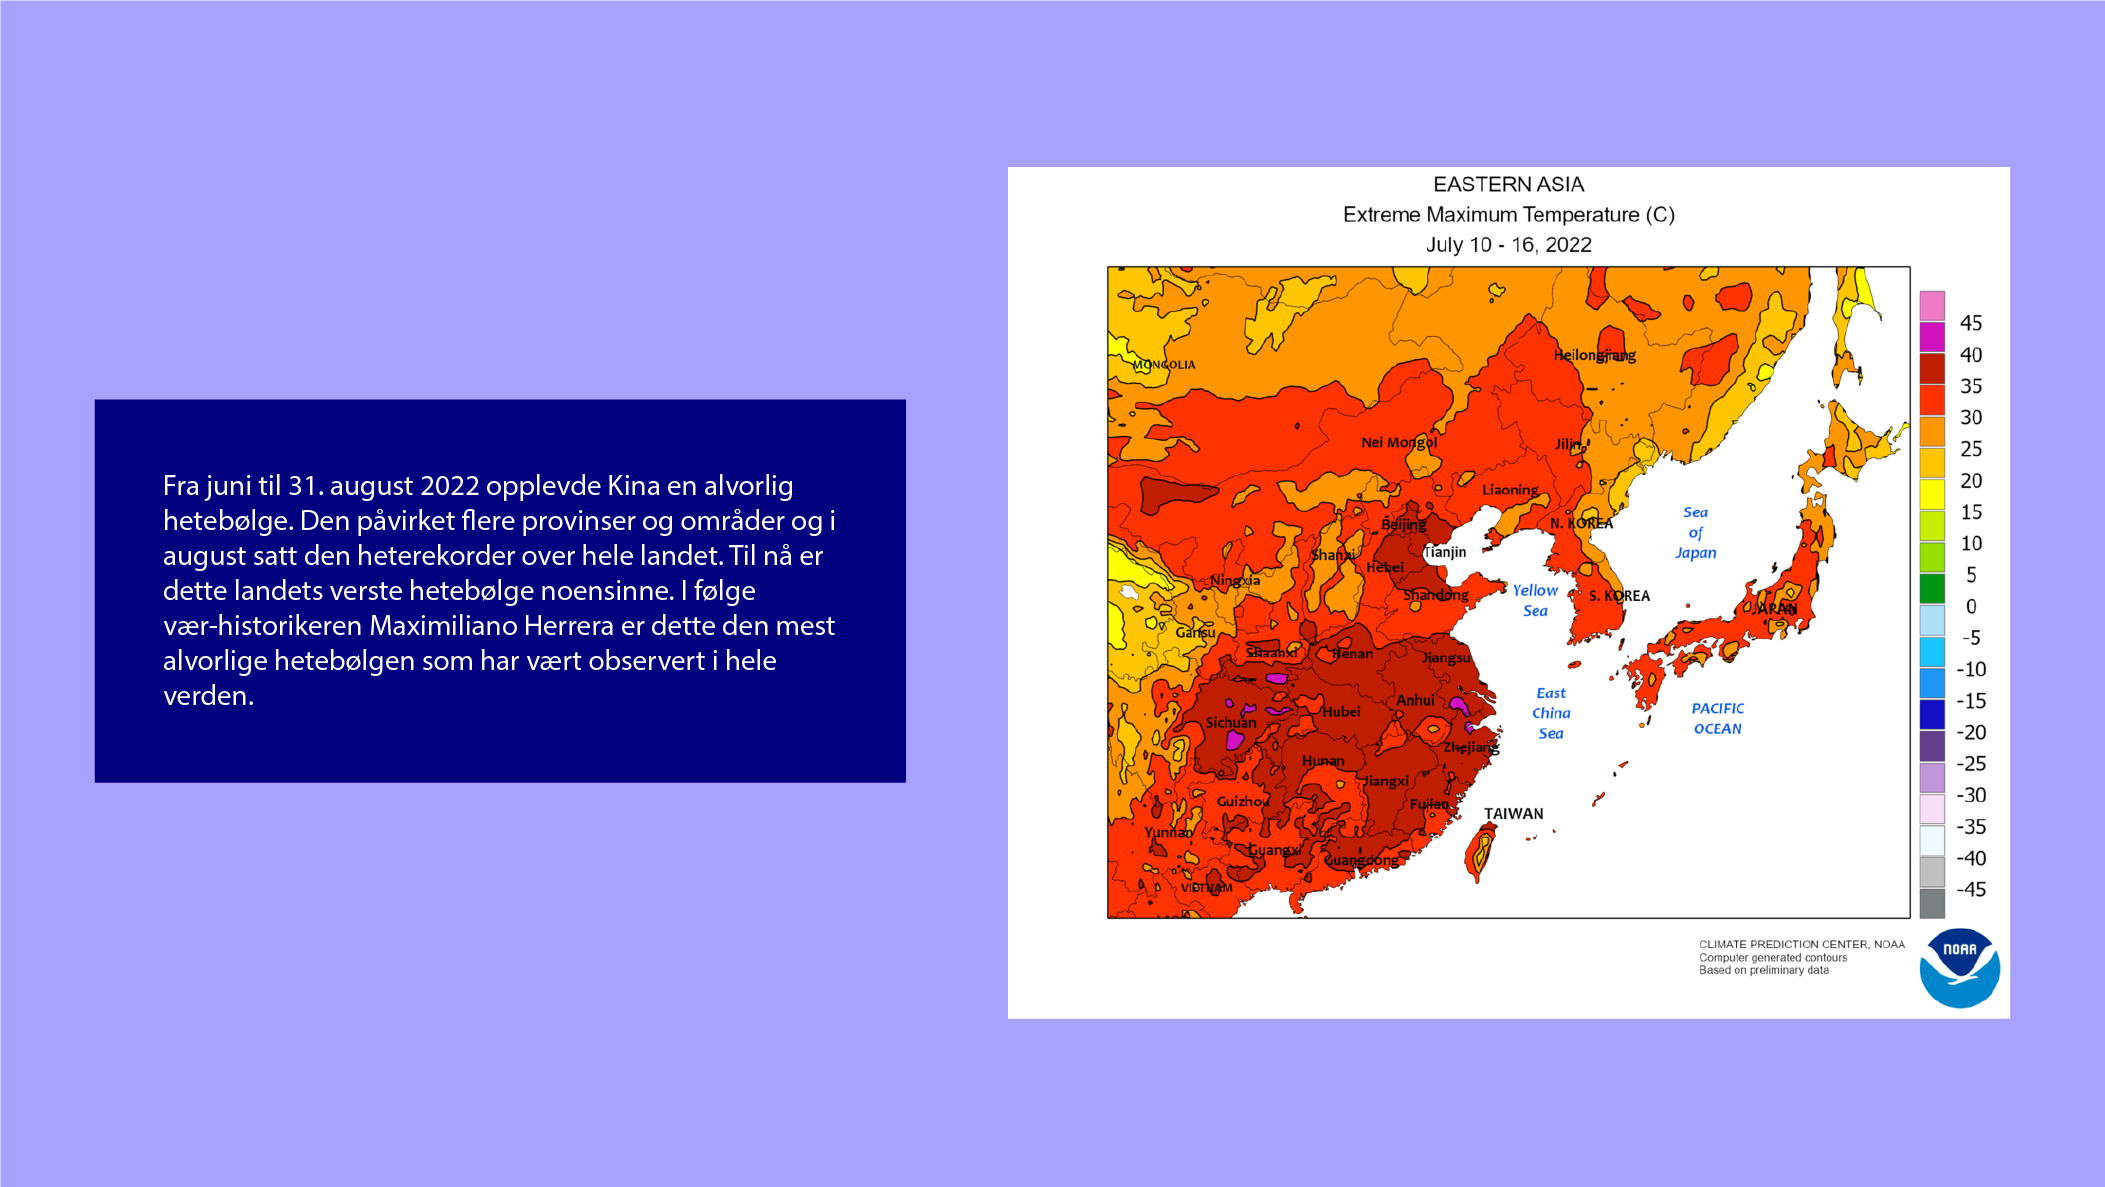 Fra juni til 31. august 2022 opplevde Kina en alvorlig
hetebølge. Den påvirket flere provinser og områder og i
august satt den heterekorder over hele landet. Til nå er
dette landets verste hetebølge noensinne. I følge
vær-historikeren Maximiliano Herrera er dette den mest
alvorlige hetebølgen som har vært observert i hele
verden.
EASTERN ASIA
Extreme Maximum Temperature (C)
July 10 - 16, 2022
MONGOLIA
Heilongjiang
Nei Mongol
Jilin
Liaoning
Beijing
N. KOREA
Sea
of
Japan
Shanxi
Tianjin
Hebei
Ningxia
Shandong
Yellow
Sea
S. KOREA
JAPAN
Gansu
Shaanxi
Henan
Jiangsu
Anhui
Hubei
Sichuan
East
China
Sea
PACIFIC
OCEAN
Zhejiang
Hunan
Jiangxi
Guizhou
Fujian
TAIWAN
Yunnan
Guangxi
Guangdong
VIETNAM
45
40
35
30
25
20
15
10
5
0
-5
-10
-15
-20
-25
-30
-35
-40
-45
CLIMATE PREDICTION CENTER, NOAA
Computer generated contours
Based on preliminary data
NOAA